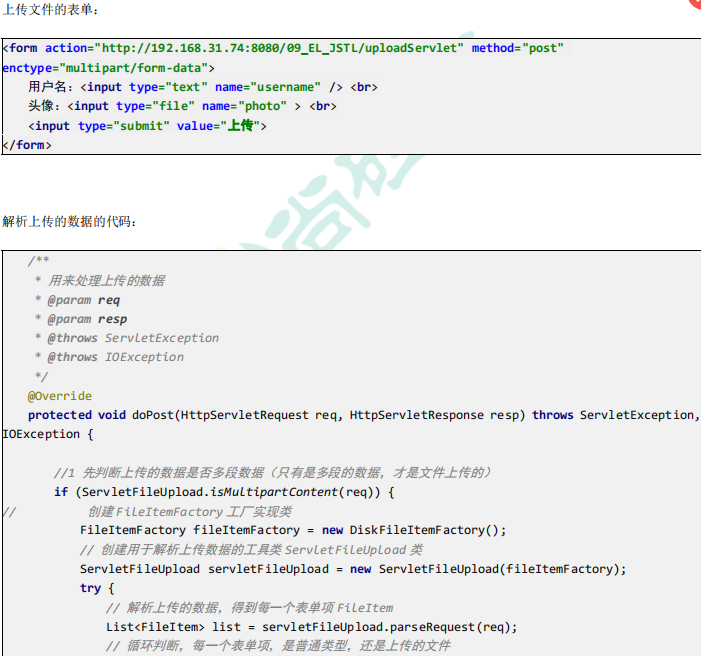 上传文件的表单：
<form action="http://192.168.31.74:8080/09_EL_JSTL/uploadServlet" method="post"
enctype="multipart/form-data">
用户名：<input type="text" name="username" /> <br>
头像：<input type="file" name="photo" > <br>
<input type="submit" value="上传">
</form>
解析上传的数据的代码：
/**
* 用来处理上传的数据
* @param req
* @param resp
* @throws ServletException
* @throws IOException
*/
@Override
protected void doPost(HttpServletRequest req, HttpServletResponse resp) throws ServletException,
IOException {
//1 先判断上传的数据是否多段数据（只有是多段的数据，才是文件上传的）
if (ServletFileUpload.isMultipartContent(req)) {
// 创建 FileItemFactory 工厂实现类
FileItemFactory fileItemFactory = new DiskFileItemFactory();
// 创建用于解析上传数据的工具类 ServletFileUpload 类
ServletFileUpload servletFileUpload = new ServletFileUpload(fileItemFactory);
try {
// 解析上传的数据，得到每一个表单项 FileItem
List<FileItem> list = servletFileUpload.parseRequest(req);
// 循环判断，每一个表单项，是普通类型，还是上传的文件